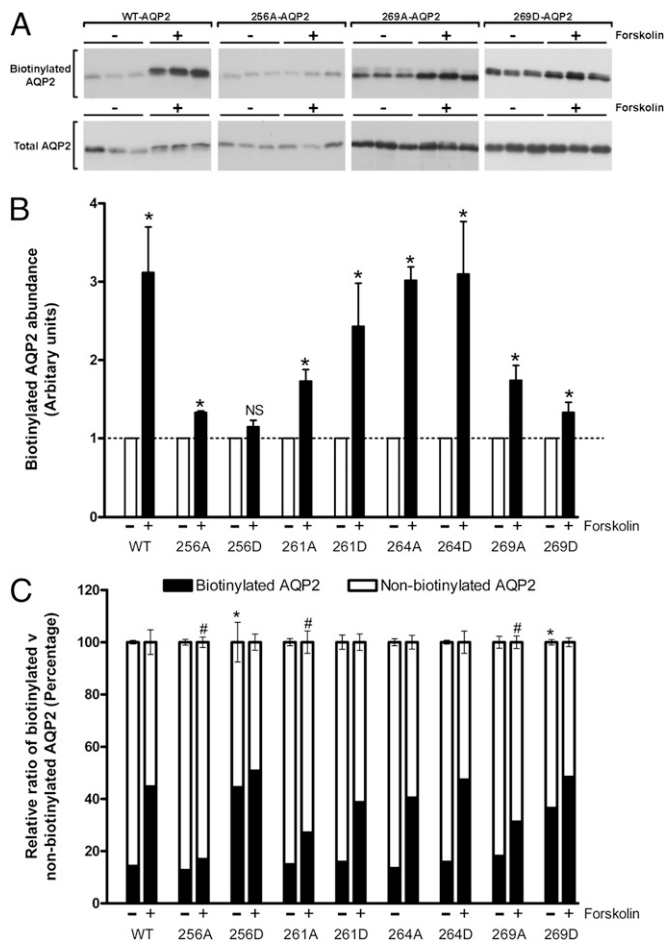 A
WT-AQP2 256A-AQP2 269A-AQP2 269D-AQP2
- + - + - + - + Forskolin
Biotinylated
AQP2
- + - + - + - + Forskolin
Total AQP2
B
Biotinylated AQP2 abundance
(Arbitary units)
4
3
2
1
0
* * NS * * * * * *
- + - + - + - + - + - + - + - + - + Forskolin
WT 256A 256D 261A 261D 264A 264D 269A 269D
C
Biotinylated AQP2 Non-biotinylated AQP2
Relative ratio of biotinylated v
non-biotinylated AQP2 (Percentage)
120
100
80
60
40
20
0
# * # # *
- + - + - + - + - + - + - + - + - + Forskolin
WT 256A 256D 261A 261D 264A 264D 269A 269D